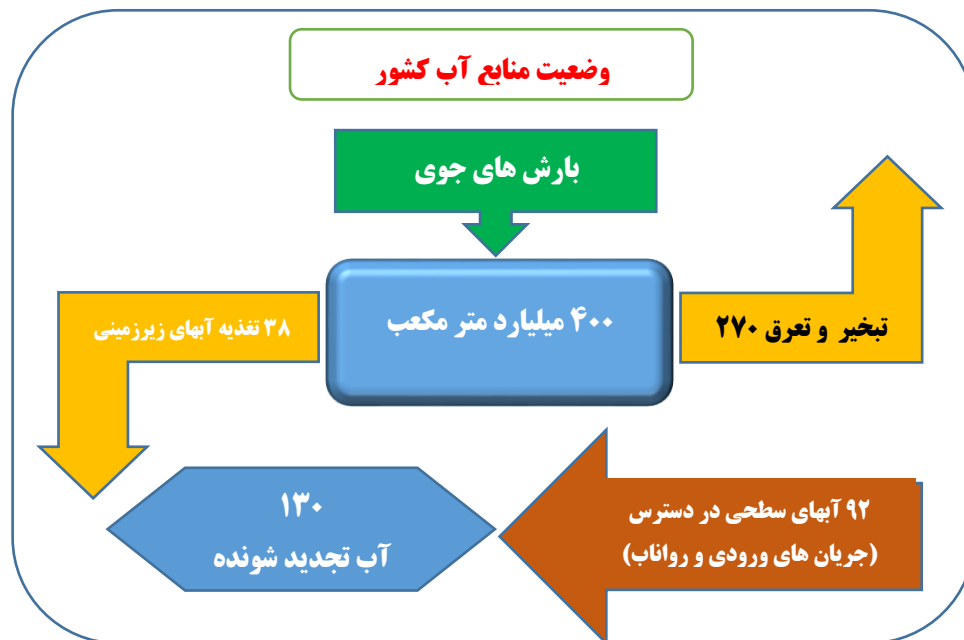 وضعیت منابع آب کشور
بارش های جوی
۴۰۰ میلیارد متر مکعب
تبخیر و تعرق ۲۷۰
۳۸ تغذیه آبهای زیرزمینی
۹۲ آبهای سطحی در دسترس
(جریان های ورودی و رواناب)
۱۳۰
آب تجدید شونده